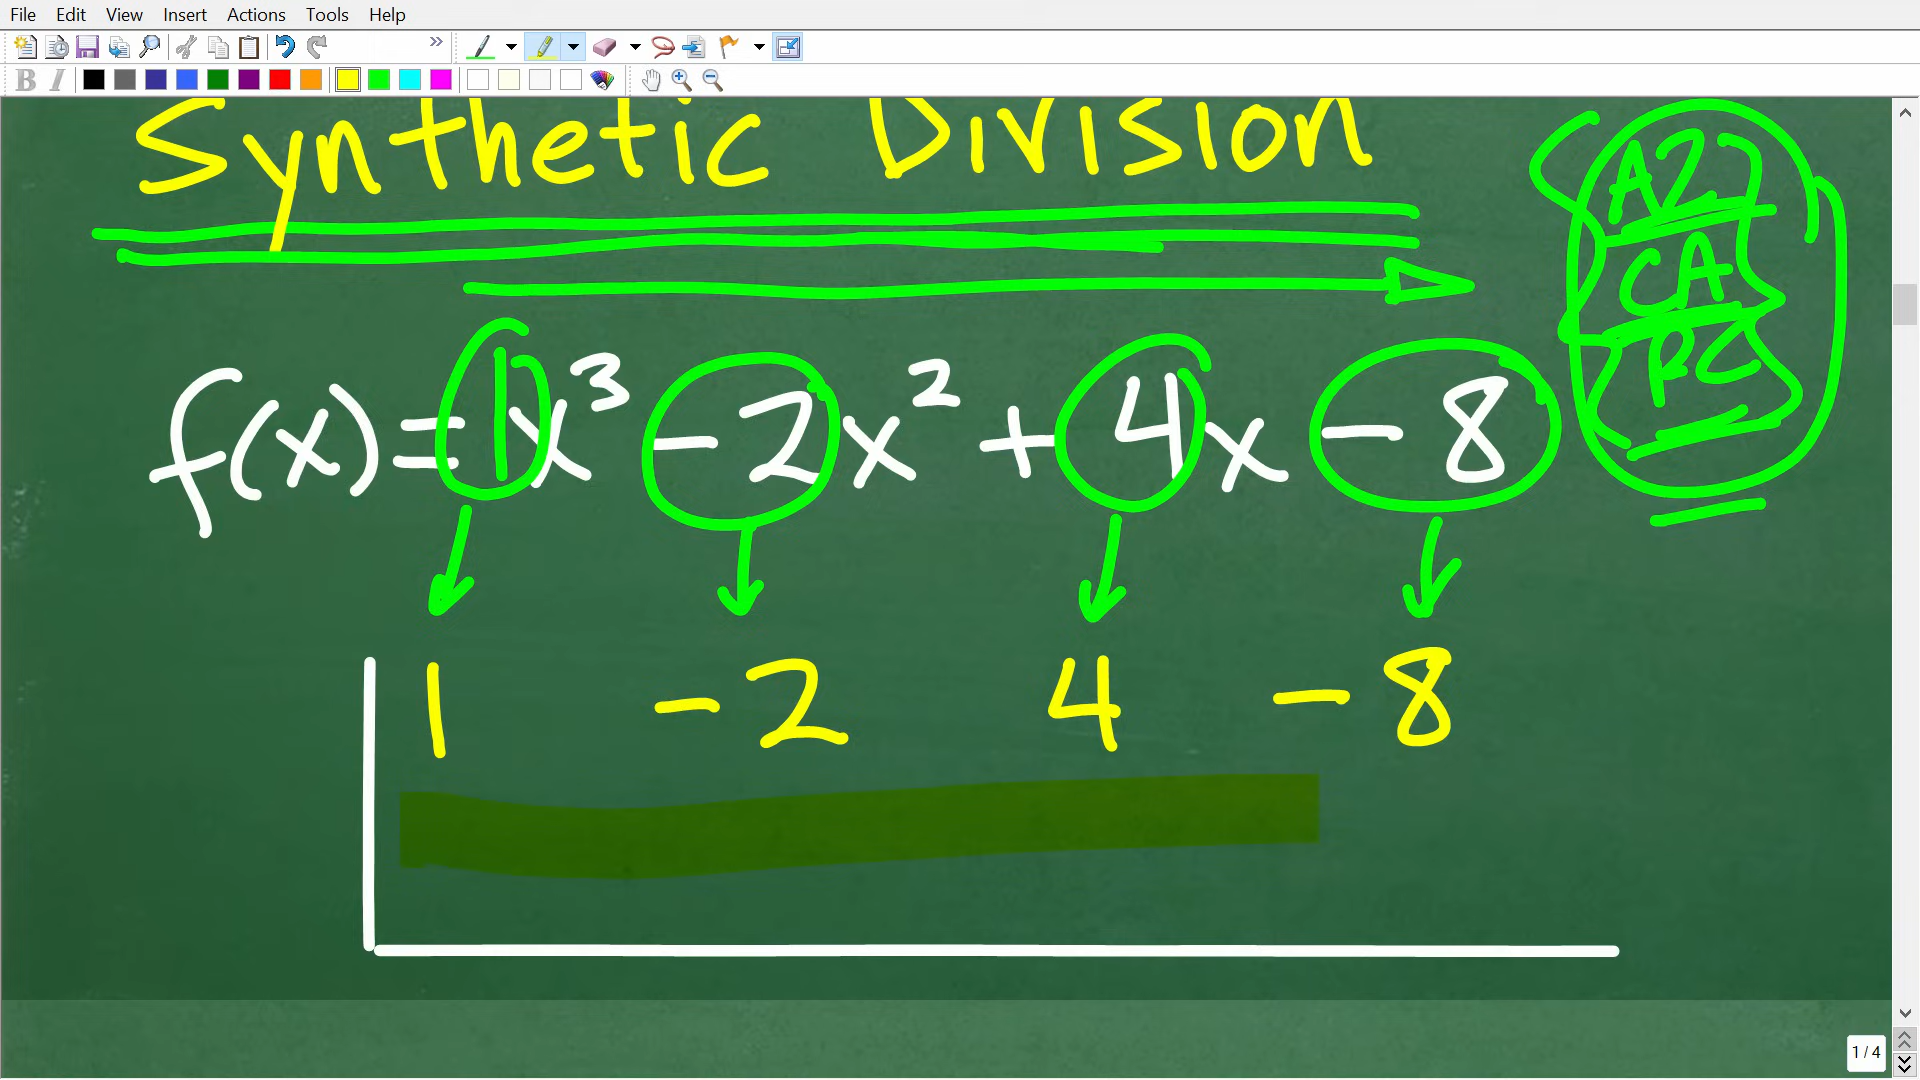 File Edit View Insert Actions Tools Help
B I
Synthetic Division
A2
CA
PC
f(x) = 1x³ - 2x² + 4x - 8
1 -2 4 -8
1 / 4